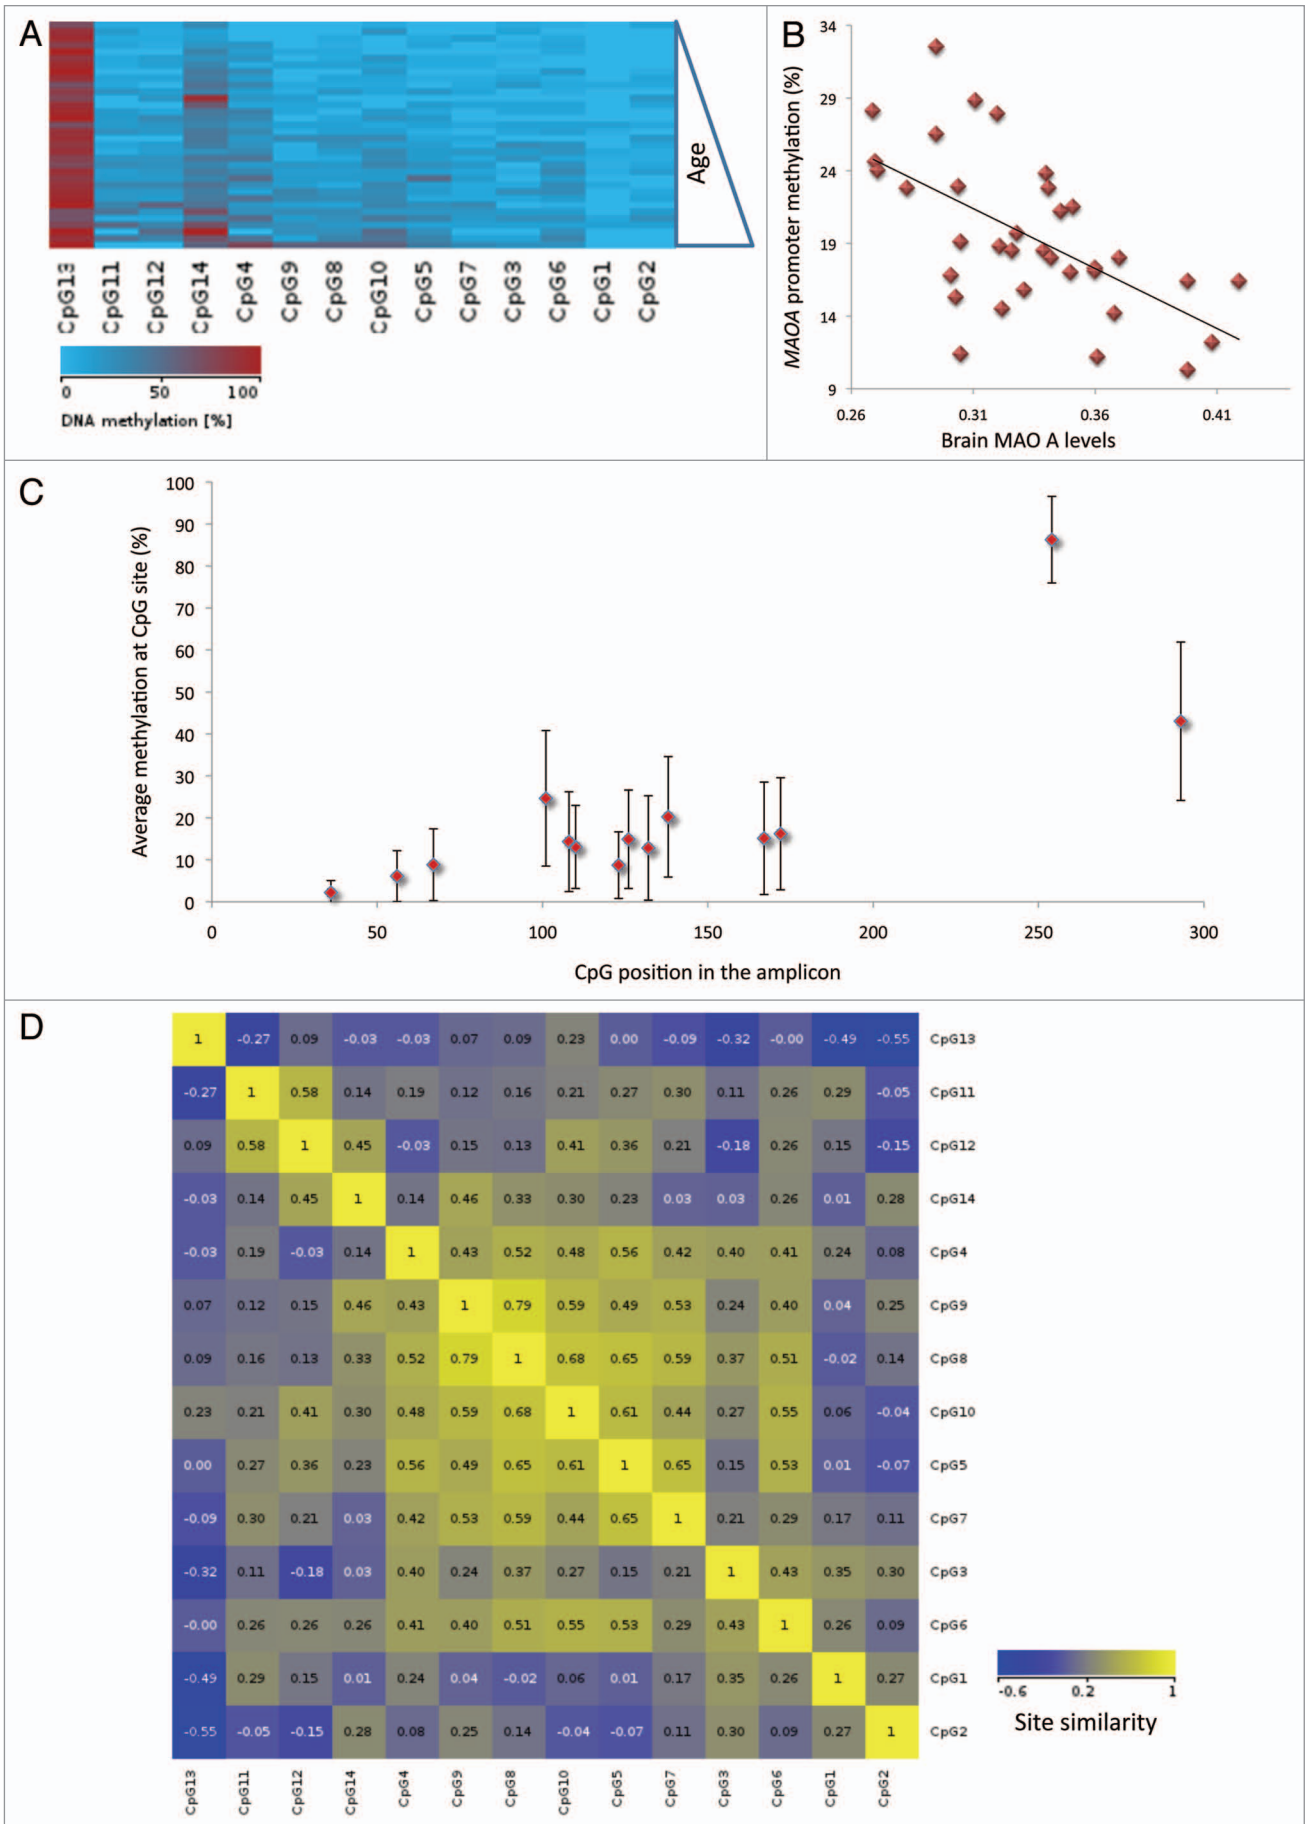 A
Age
CpG13 CpG11 CpG12 CpG14 CpG4 CpG9 CpG8 CpG10 CpG5 CpG7 CpG3 CpG6 CpG1 CpG2
0 50 100
DNA methylation [%]
B
MAOA promoter methylation (%)
34
29
24
19
14
9
0.26 0.31 0.36 0.41
Brain MAO A levels
C
Average methylation at CpG site (%)
100
90
80
70
60
50
40
30
20
10
0
0 50 100 150 200 250 300
CpG position in the amplicon
D
1 -0.27 0.09 -0.03 -0.03 0.07 0.09 0.23 0.00 -0.09 -0.32 -0.00 -0.49 -0.55 CpG13
-0.27 1 0.58 0.14 0.19 0.12 0.16 0.21 0.27 0.30 0.11 0.26 0.29 -0.05 CpG11
0.09 0.58 1 0.45 -0.03 0.15 0.13 0.41 0.36 0.21 -0.18 0.26 0.15 -0.15 CpG12
-0.03 0.14 0.45 1 0.14 0.46 0.33 0.30 0.23 0.03 0.03 0.26 0.01 0.28 CpG14
-0.03 0.19 -0.03 0.14 1 0.43 0.52 0.48 0.56 0.42 0.40 0.41 0.24 0.08 CpG4
0.07 0.12 0.15 0.46 0.43 1 0.79 0.59 0.49 0.53 0.24 0.40 0.04 0.25 CpG9
0.09 0.16 0.13 0.33 0.52 0.79 1 0.68 0.65 0.59 0.37 0.51 -0.02 0.14 CpG8
0.23 0.21 0.41 0.30 0.48 0.59 0.68 1 0.61 0.44 0.27 0.55 0.06 -0.04 CpG10
0.00 0.27 0.36 0.23 0.56 0.49 0.65 0.61 1 0.65 0.15 0.53 0.01 -0.07 CpG5
-0.09 0.30 0.21 0.03 0.42 0.53 0.59 0.44 0.65 1 0.21 0.29 0.17 0.11 CpG7
-0.32 0.11 -0.18 0.03 0.40 0.24 0.37 0.27 0.15 0.21 1 0.43 0.35 0.30 CpG3
-0.00 0.26 0.26 0.26 0.41 0.40 0.51 0.55 0.53 0.29 0.43 1 0.26 0.09 CpG6
-0.49 0.29 0.15 0.01 0.24 0.04 -0.02 0.06 0.01 0.17 0.35 0.26 1 0.27 CpG1
-0.55 -0.05 -0.15 0.28 0.08 0.25 0.14 -0.04 -0.07 0.11 0.30 0.09 0.27 1 CpG2
CpG13 CpG11 CpG12 CpG14 CpG4 CpG9 CpG8 CpG10 CpG5 CpG7 CpG3 CpG6 CpG1 CpG2
-0.6 0.2 1
Site similarity